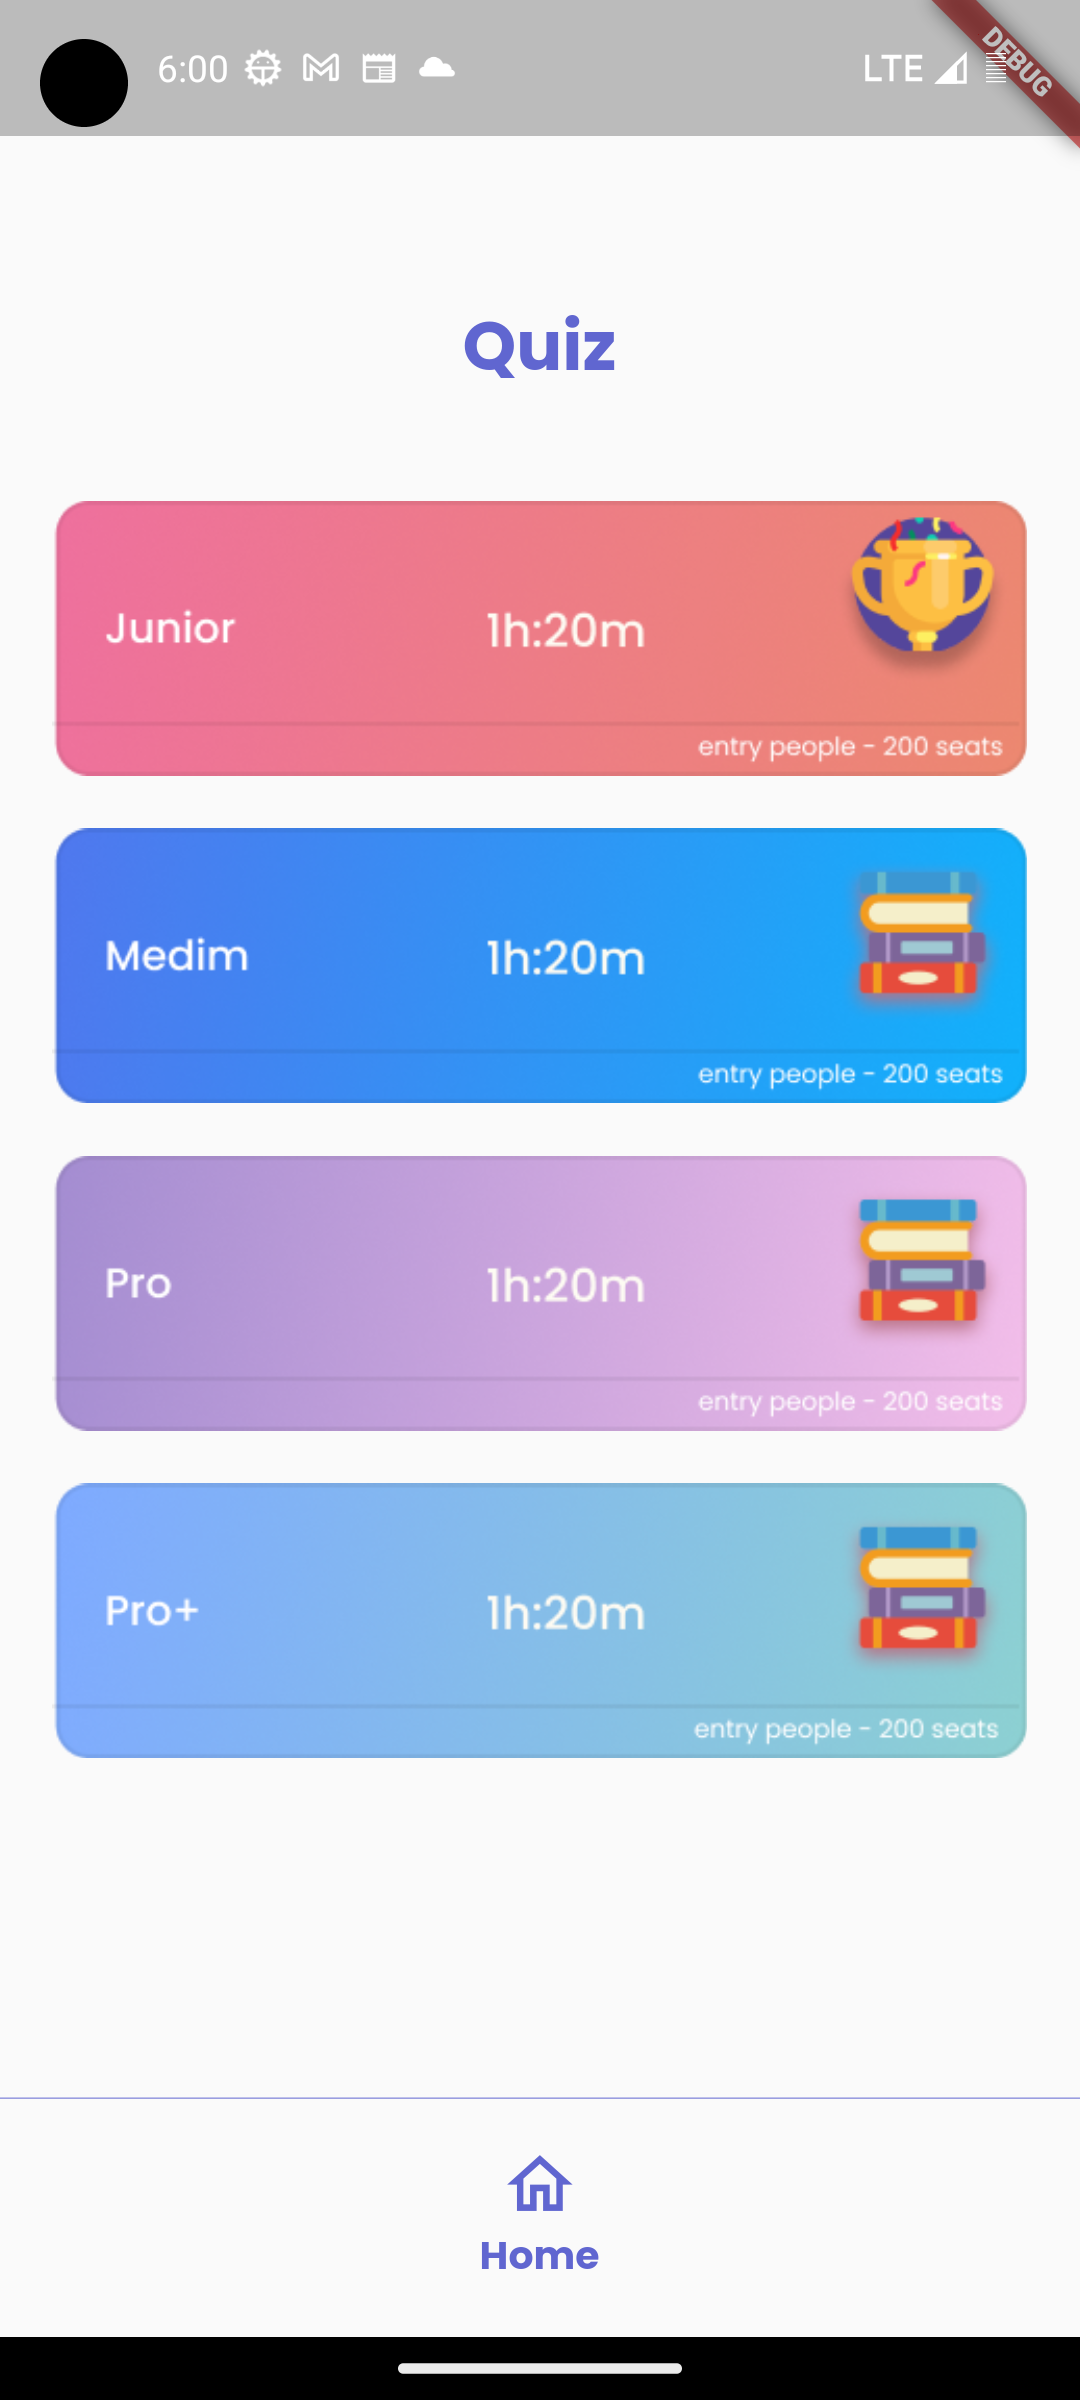 6:00 LTE
DEBUG
Quiz
Junior 1h:20m
entry people - 200 seats
Medim 1h:20m
entry people - 200 seats
Pro 1h:20m
entry people - 200 seats
Pro+ 1h:20m
entry people - 200 seats
Home